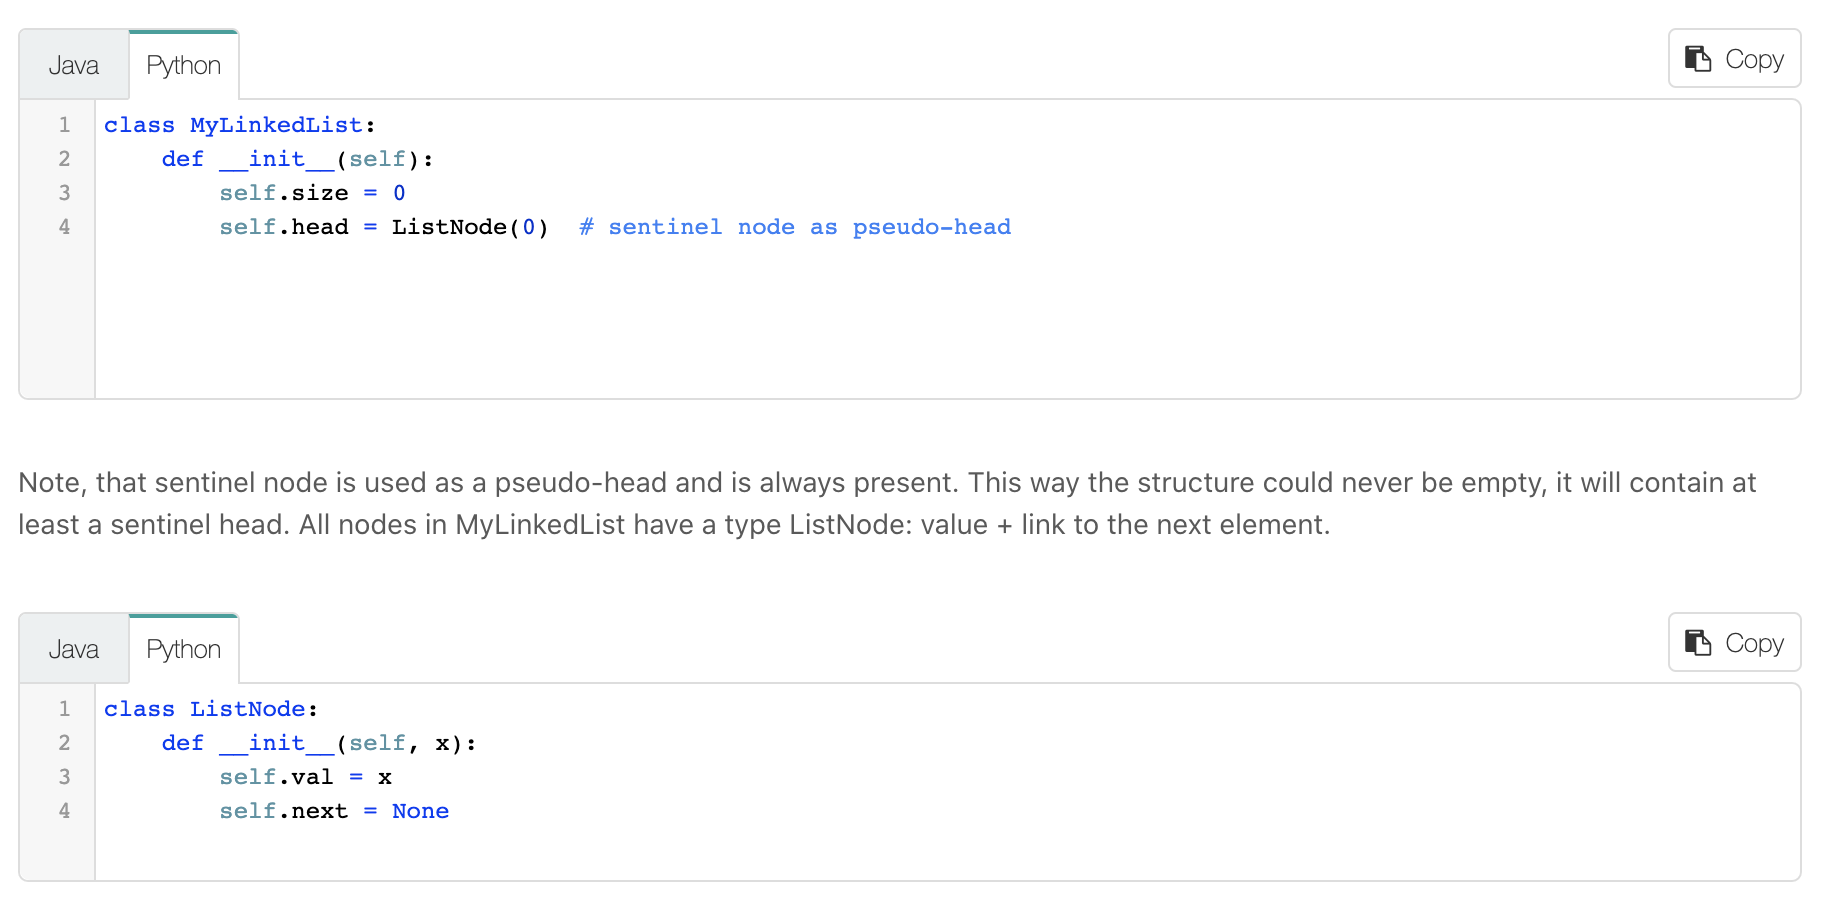 Java Python Copy
1 class MyLinkedList:
2     def __init__(self):
3         self.size = 0
4         self.head = ListNode(0)  # sentinel node as pseudo-head
Note, that sentinel node is used as a pseudo-head and is always present. This way the structure could never be empty, it will contain at
least a sentinel head. All nodes in MyLinkedList have a type ListNode: value + link to the next element.
Java Python Copy
1 class ListNode:
2     def __init__(self, x):
3         self.val = x
4         self.next = None